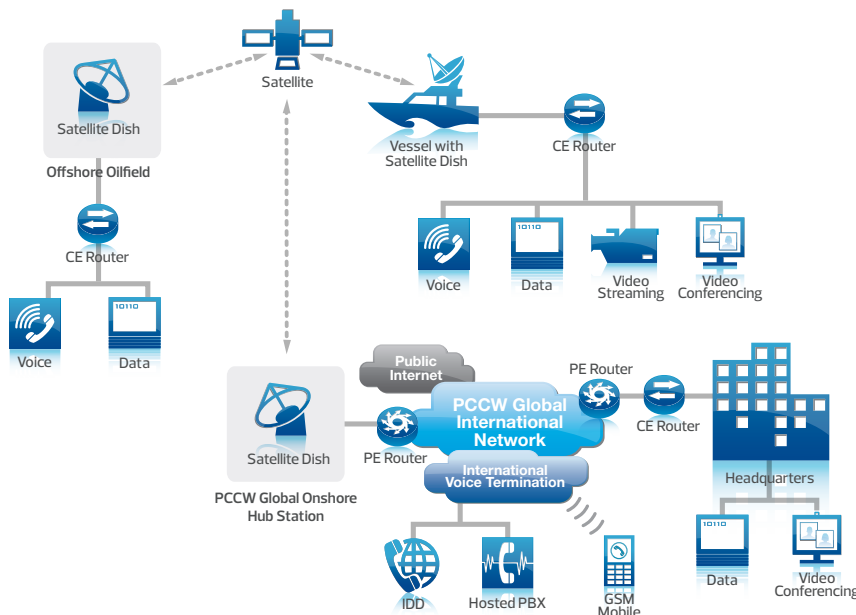 Satellite
Satellite Dish
Offshore Oilfield
Vessel with
Satellite Dish
CE Router
CE Router
10110
Voice
Data
10110
Voice
Data
Video
Streaming
Video
Conferencing
Public
Internet
PE Router
PCCW Global
International
Network
CE Router
Satellite Dish
PE Router
PCCW Global Onshore
Hub Station
International
Voice Termination
Headquarters
10110
IDD
Hosted PBX
GSM
Mobile
Data
Video
Conferencing